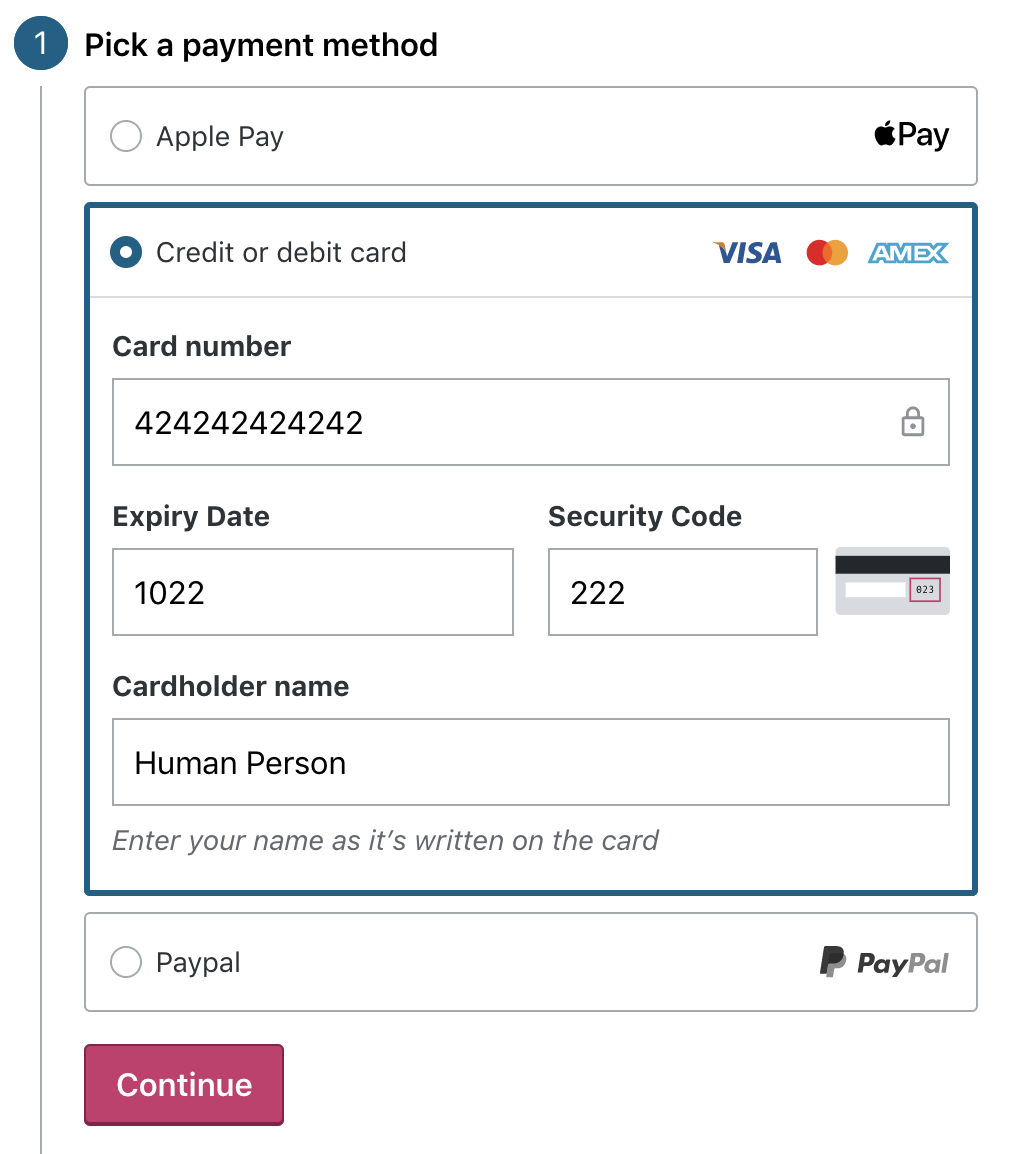 1 Pick a payment method
Apple Pay Pay
Credit or debit card VISA AMEX
Card number
424242424242
Expiry Date Security Code
1022 222 023
Cardholder name
Human Person
Enter your name as it’s written on the card
Paypal PayPal
Continue